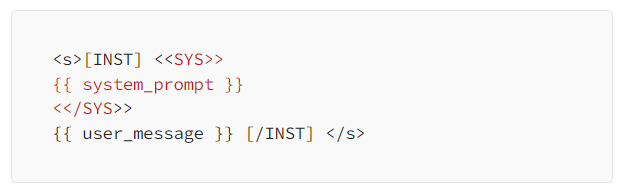 <s>[INST] <<SYS>>
{{ system_prompt }}
<</SYS>>
{{ user_message }} [/INST] </s>